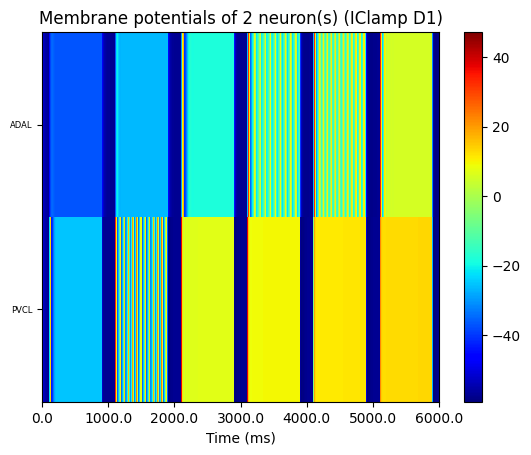 Membrane potentials of 2 neuron(s) (IClamp D1)
ADAL
PVCL
0.0 1000.0 2000.0 3000.0 4000.0 5000.0 6000.0
Time (ms)
40
20
0
−20
−40